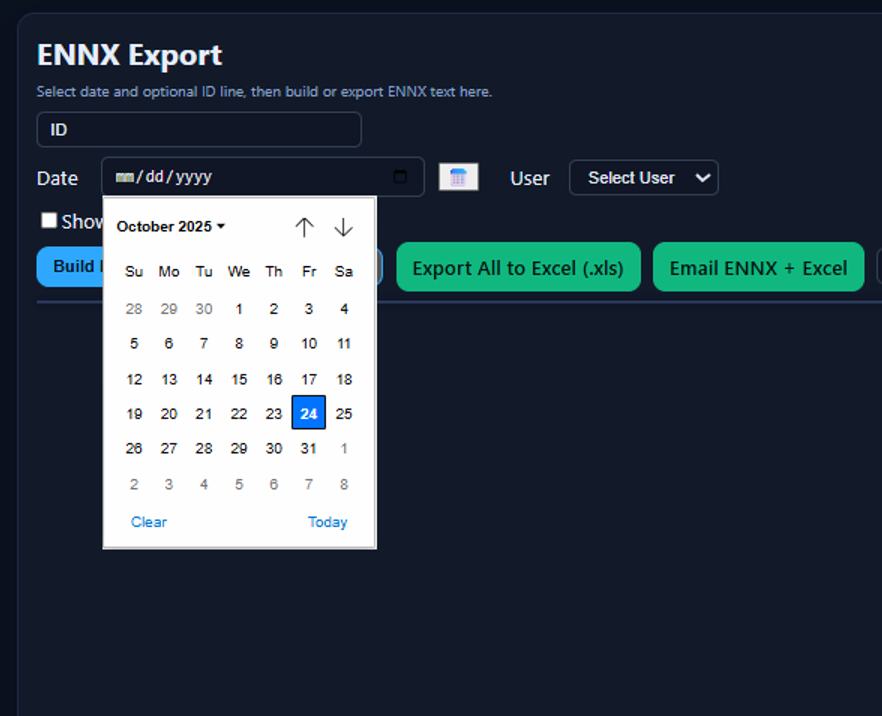 ENNX Export
Select date and optional ID line, then build or export ENNX text here.
ID
Date mm/dd/yyyy User Select User
Show
Build
Export All to Excel (.xls) Email ENNX + Excel
October 2025
Su Mo Tu We Th Fr Sa
28 29 30 1 2 3 4
5 6 7 8 9 10 11
12 13 14 15 16 17 18
19 20 21 22 23 24 25
26 27 28 29 30 31 1
2 3 4 5 6 7 8
Clear Today